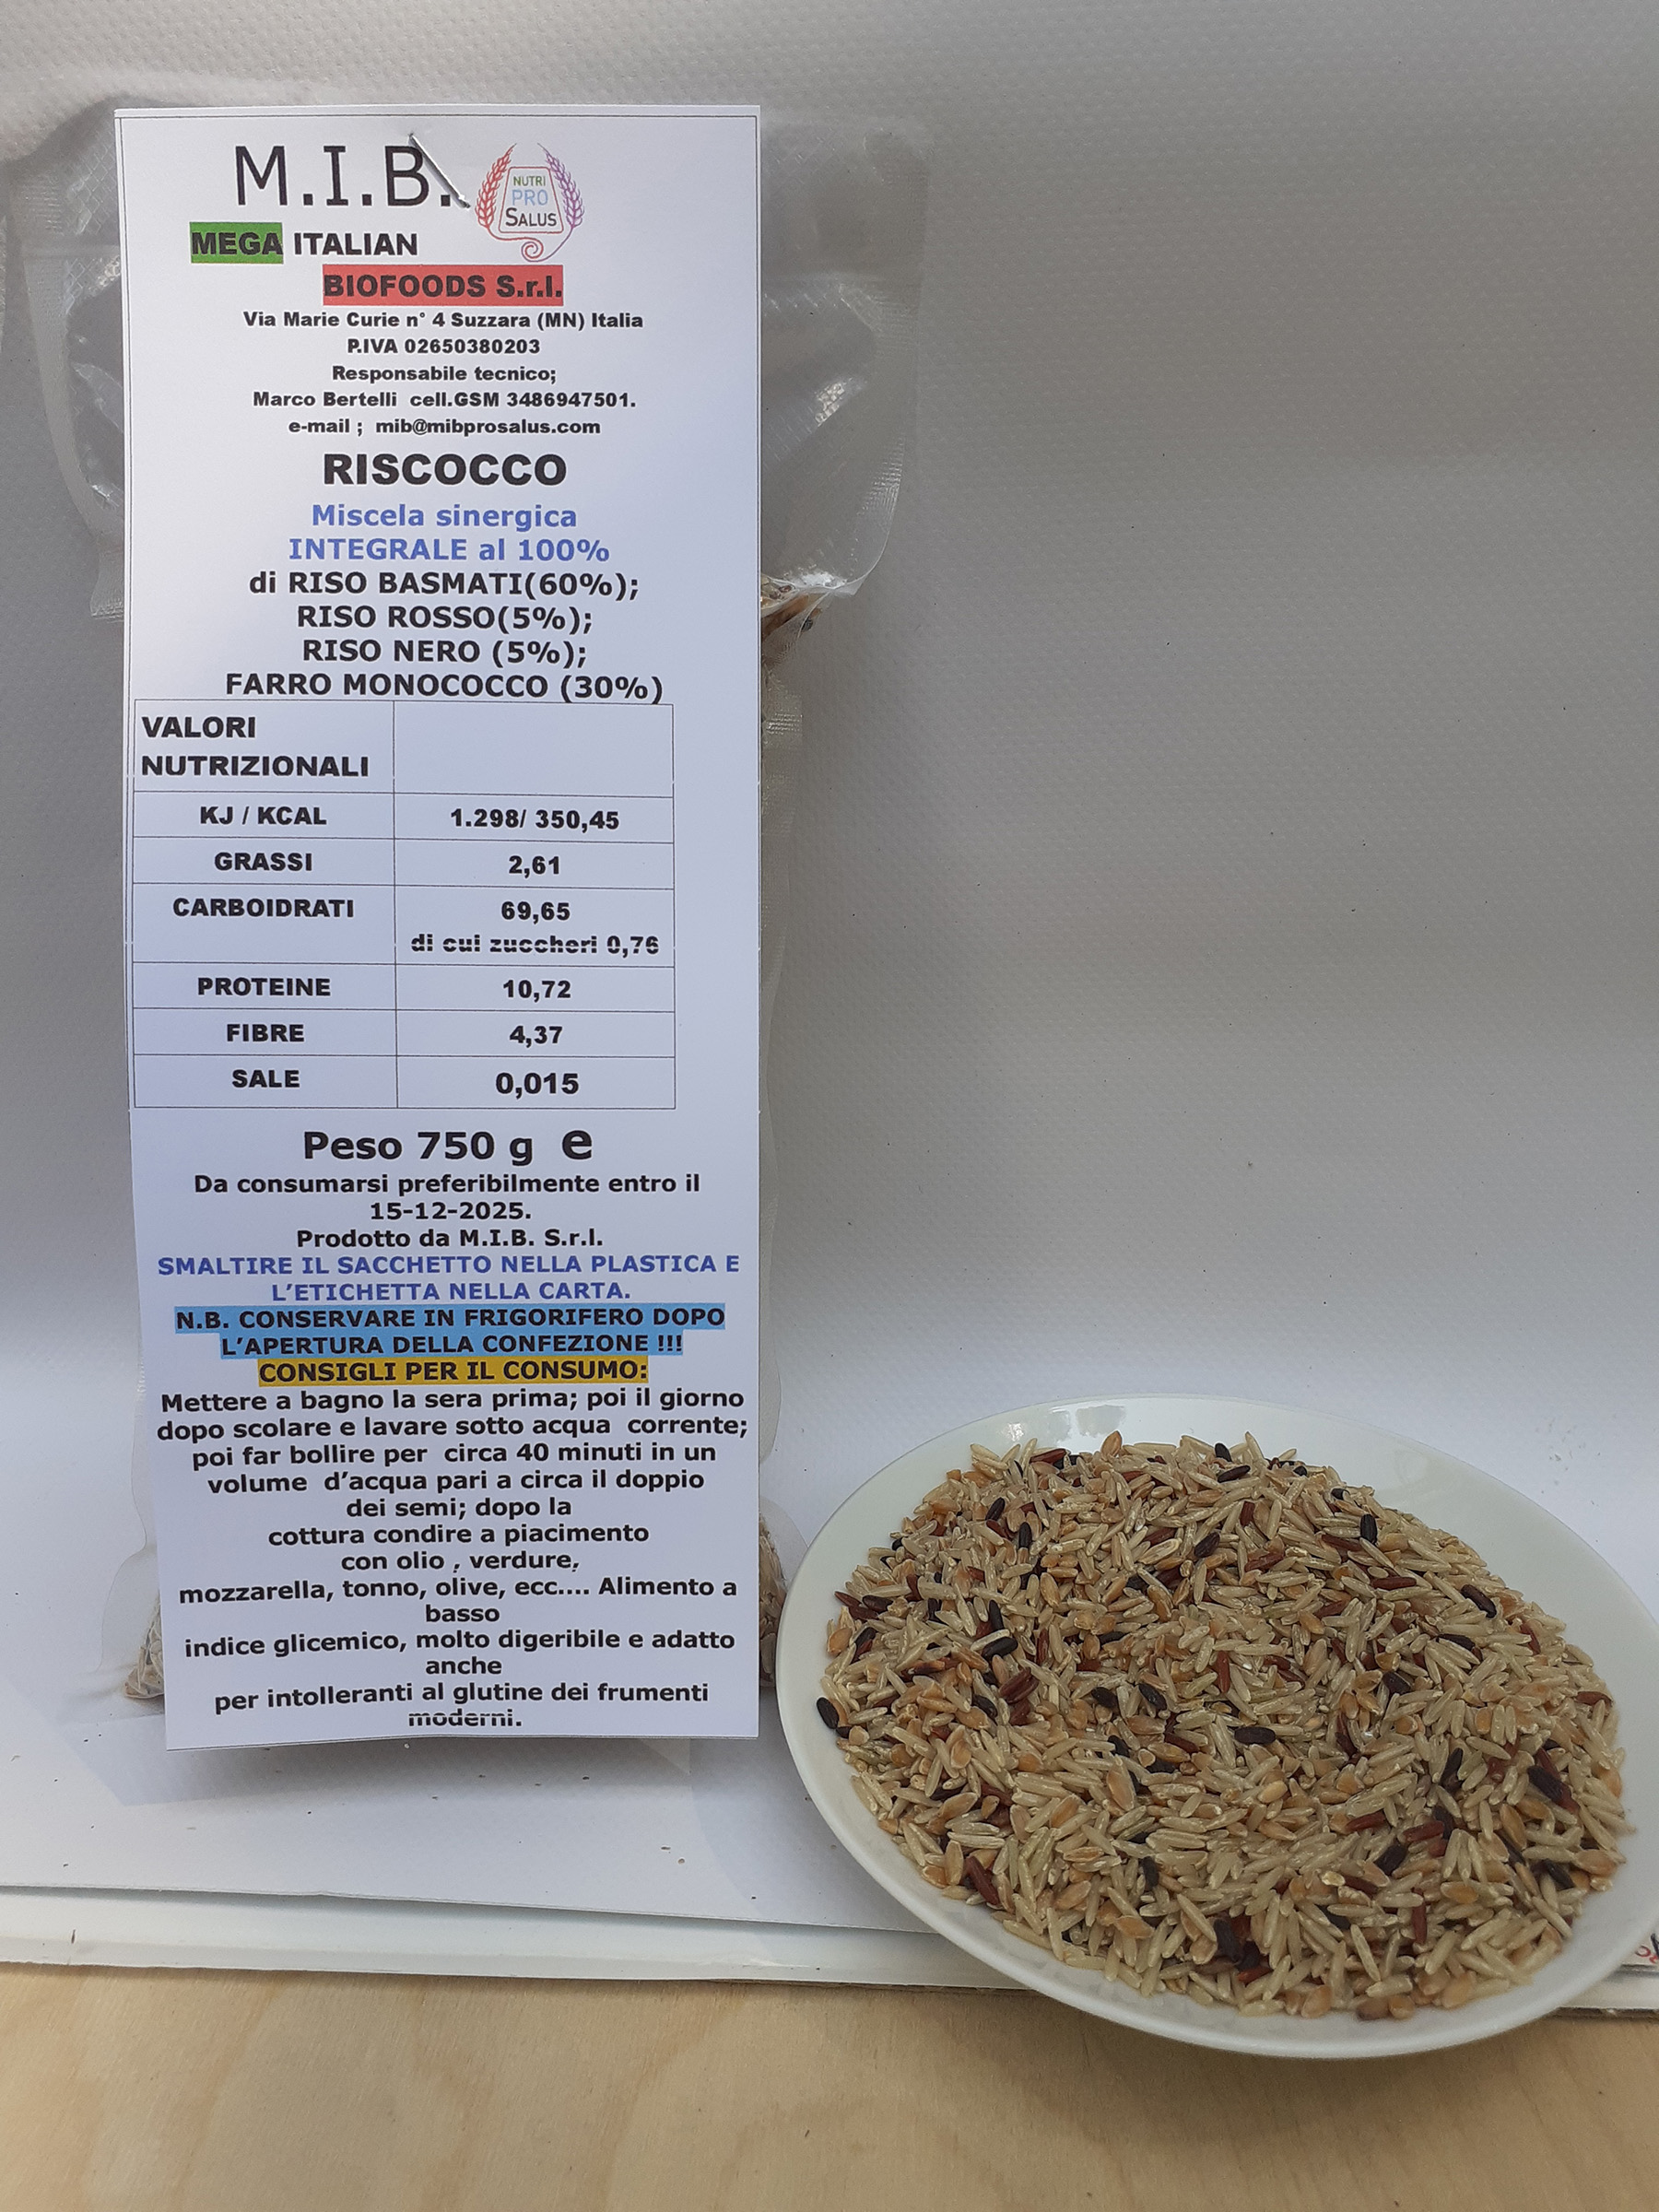 M.I.B.
NUTRI
PRO
SALUS
MEGA ITALIAN
BIOFOODS S.r.l.
Via Marie Curie n° 4 Suzzara (MN) Italia
P.IVA 02650380203
Responsabile tecnico;
Marco Bertelli cell.GSM 3486947501.
e-mail ; mib@mibprosalus.com
RISCOCCO
Miscela sinergica
INTEGRALE al 100%
di RISO BASMATI(60%);
RISO ROSSO(5%);
RISO NERO (5%);
FARRO MONOCOCCO (30%)
VALORI
NUTRIZIONALI
KJ / KCAL 1.298/ 350,45
GRASSI 2,61
CARBOIDRATI 69,65
di cui zuccheri 0,76
PROTEINE 10,72
FIBRE 4,37
SALE 0,015
Peso 750 g e
Da consumarsi preferibilmente entro il
15-12-2025.
Prodotto da M.I.B. S.r.l.
SMALTIRE IL SACCHETTO NELLA PLASTICA E
L'ETICHETTA NELLA CARTA.
N.B. CONSERVARE IN FRIGORIFERO DOPO
L'APERTURA DELLA CONFEZIONE !!!
CONSIGLI PER IL CONSUMO:
Mettere a bagno la sera prima; poi il giorno
dopo scolare e lavare sotto acqua corrente;
poi far bollire per circa 40 minuti in un
volume d'acqua pari a circa il doppio
dei semi; dopo la
cottura condire a piacimento
con olio , verdure,
mozzarella, tonno, olive, ecc.... Alimento a
basso
indice glicemico, molto digeribile e adatto
anche
per intolleranti al glutine dei frumenti
moderni.